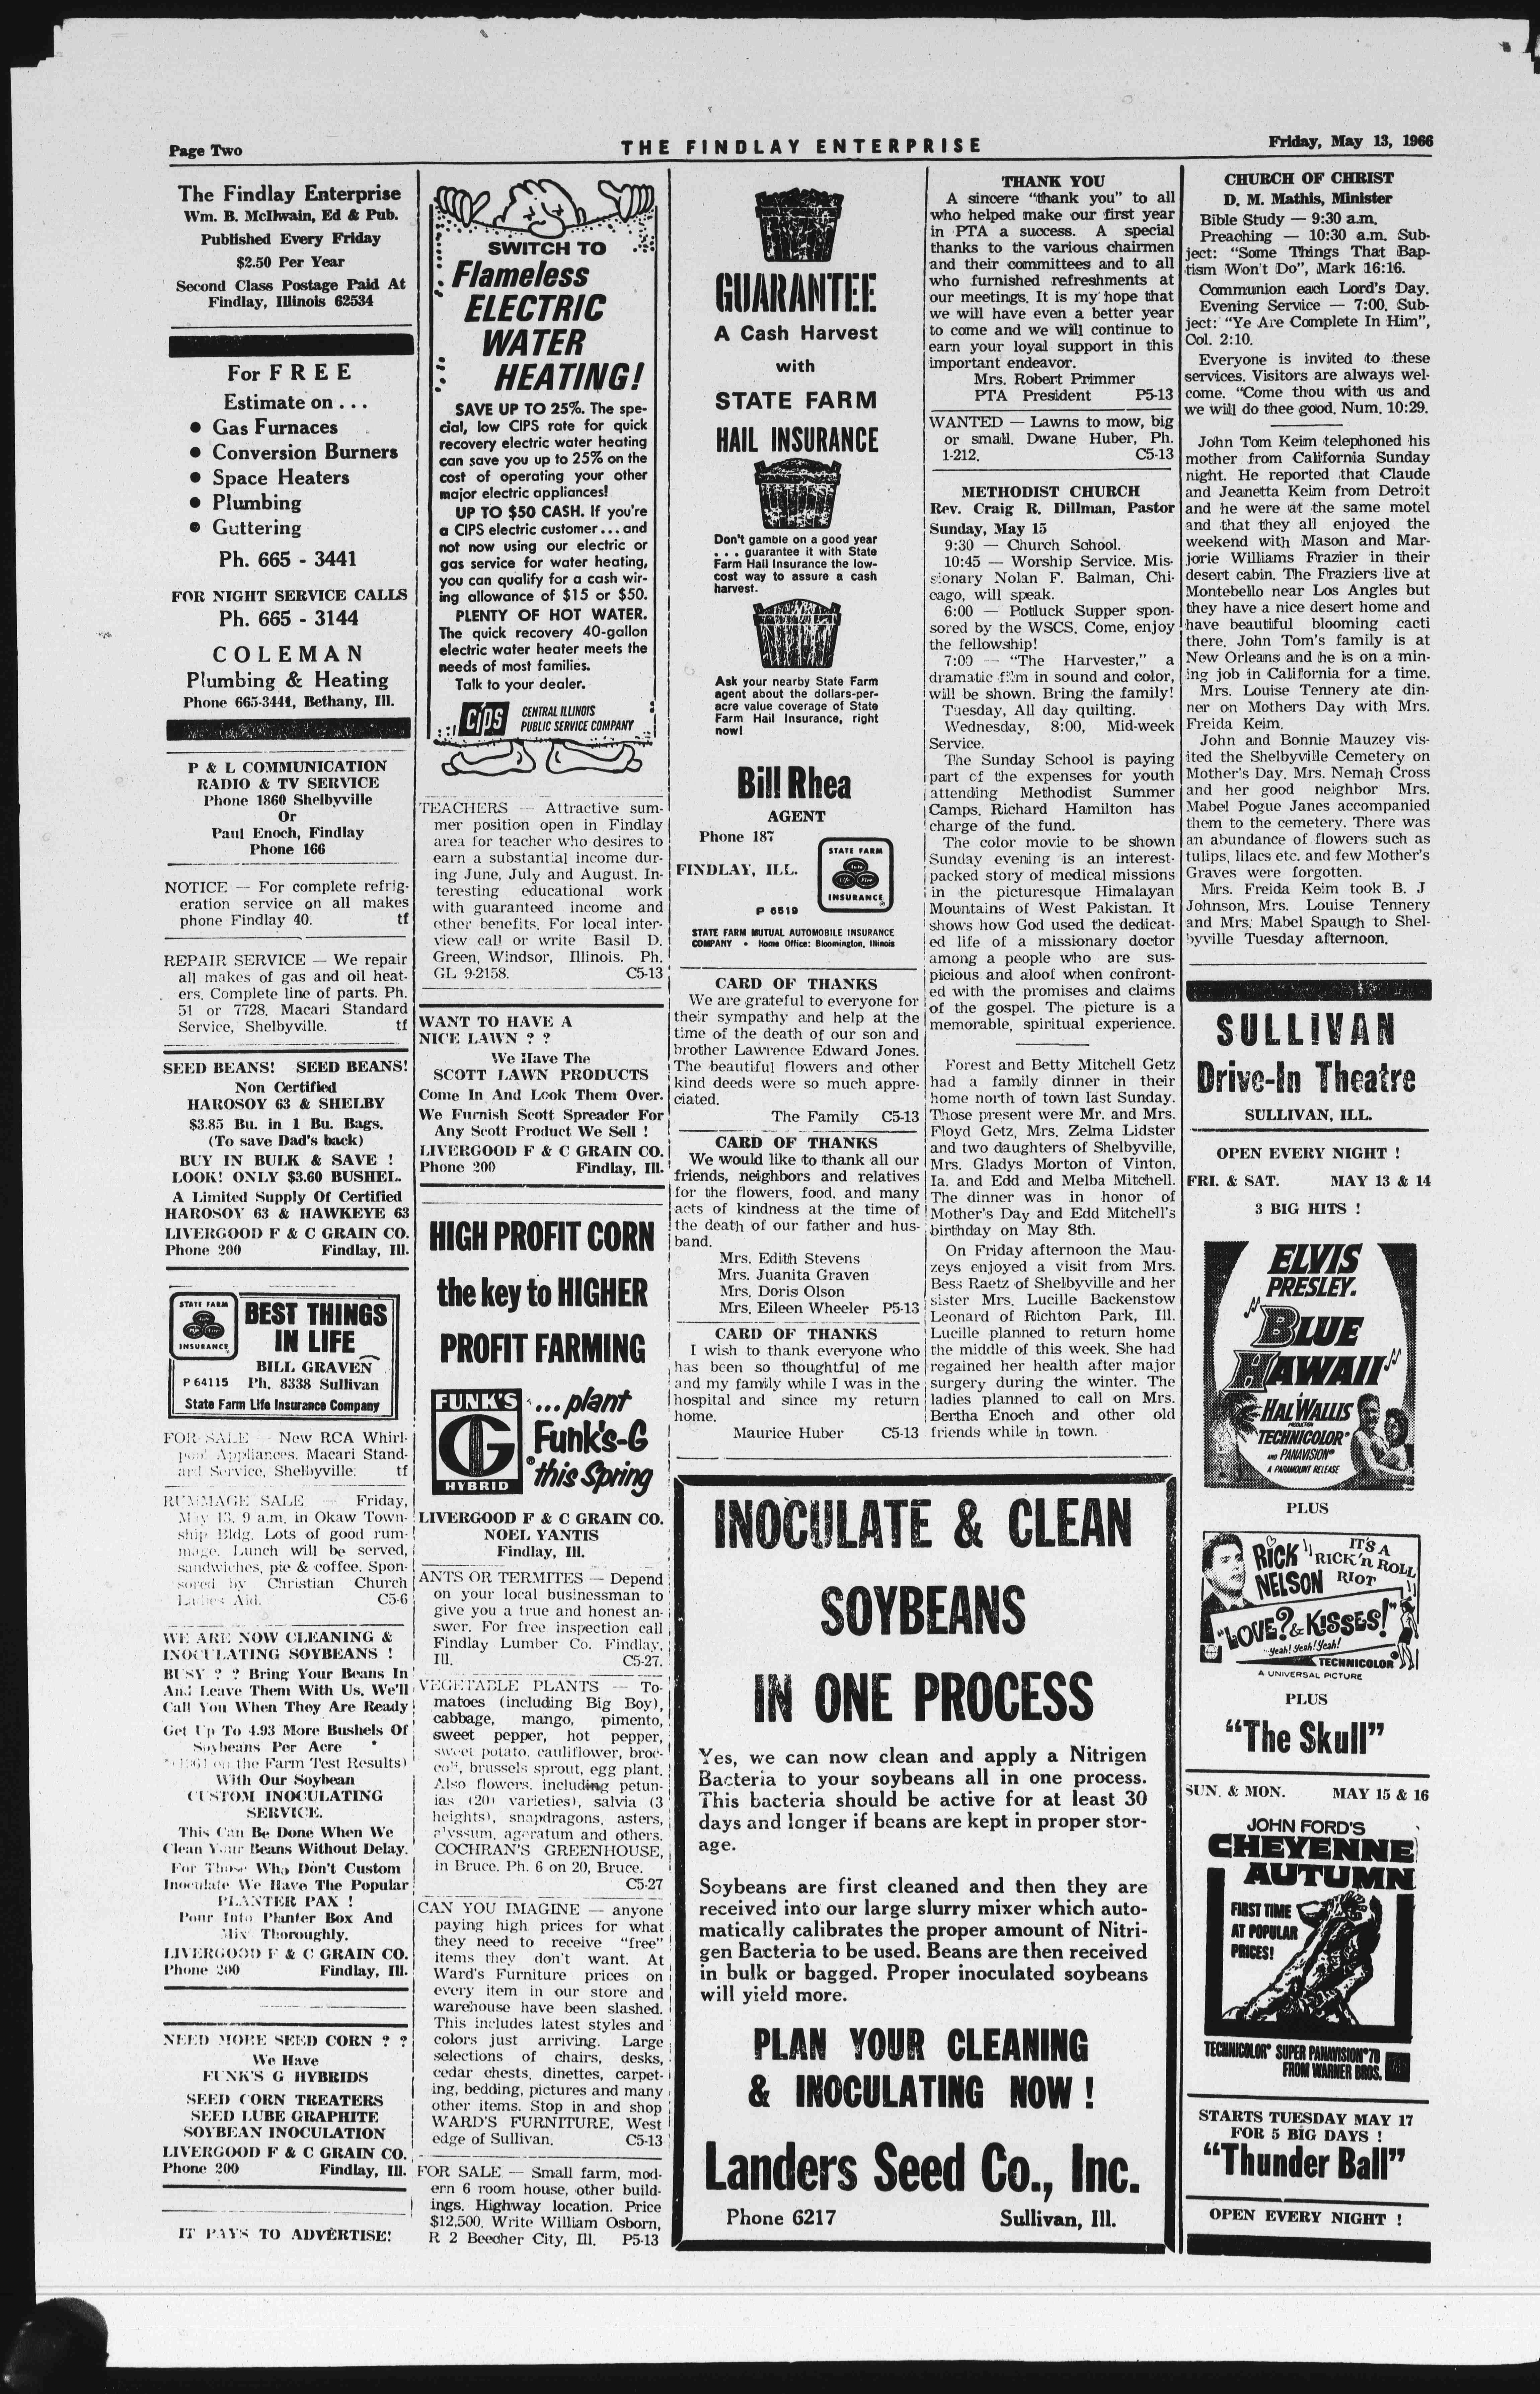 Page Two
THE FINDLAY ENTERPRISE
Friday, May 13, 1966
The Findlay Enterprise
Wm. B. McIlwain, Ed & Pub.
Published Every Friday
$2.50 Per Year
Second Class Postage Paid At
Findlay, Illinois 62534
For FREE
Estimate on . . .
● Gas Furnaces
● Conversion Burners
● Space Heaters
● Plumbing
● Guttering
Ph. 665 - 3441
FOR NIGHT SERVICE CALLS
Ph. 665 - 3144
COLEMAN
Plumbing & Heating
Phone 665-3441, Bethany, Ill.
P & L COMMUNICATION
RADIO & TV SERVICE
Phone 1860 Shelbyville
Or
Paul Enoch, Findlay
Phone 166
NOTICE — For complete refrig-
eration service on all makes
phone Findlay 40. tf
REPAIR SERVICE — We repair
all makes of gas and oil heat-
ers. Complete line of parts. Ph.
51 or 7728. Macari Standard
Service, Shelbyville. tf
SEED BEANS! SEED BEANS!
Non Certified
HAROSOY 63 & SHELBY
$3.85 Bu. in 1 Bu. Bags.
(To save Dad's back)
BUY IN BULK & SAVE !
LOOK! ONLY $3.60 BUSHEL.
A Limited Supply Of Certified
HAROSOY 63 & HAWKEYE 63
LIVERGOOD F & C GRAIN CO.
Phone 200 Findlay, Ill.
STATE FARM
INSURANCE
BEST THINGS
IN LIFE
BILL GRAVEN
P 64115 Ph. 8338 Sullivan
State Farm Life Insurance Company
FOR SALE — New RCA Whirl-
pool Appliances. Macari Stand-
ard Service, Shelbyville. tf
RUMMAGE SALE — Friday,
May 13, 9 a.m. in Okaw Town-
ship Bldg. Lots of good rum-
mage. Lunch will be served,
sandwiches, pie & coffee. Spon-
sored by Christian Church
Ladies Aid. C5-6
WE ARE NOW CLEANING &
INOCULATING SOYBEANS !
BUSY ? ? Bring Your Beans In
And Leave Them With Us. We'll
Call You When They Are Ready
Get Up To 4.93 More Bushels Of
Soybeans Per Acre *
*(1961 on the Farm Test Results)
With Our Soybean
CUSTOM INOCULATING
SERVICE.
This Can Be Done When We
Clean Your Beans Without Delay.
For Those Who Don't Custom
Inoculate We Have The Popular
PLANTER PAX !
Pour Into Planter Box And
Mix Thoroughly.
LIVERGOOD F & C GRAIN CO.
Phone 200 Findlay, Ill.
NEED MORE SEED CORN ? ?
We Have
FUNK'S G HYBRIDS
SEED CORN TREATERS
SEED LUBE GRAPHITE
SOYBEAN INOCULATION
LIVERGOOD F & C GRAIN CO.
Phone 200 Findlay, Ill.
IT PAYS TO ADVERTISE!
SWITCH TO
Flameless
ELECTRIC
WATER
HEATING!
SAVE UP TO 25%. The spe-
cial, low CIPS rate for quick
recovery electric water heating
can save you up to 25% on the
cost of operating your other
major electric appliances!
UP TO $50 CASH. If you're
a CIPS electric customer . . . and
not now using our electric or
gas service for water heating,
you can qualify for a cash wir-
ing allowance of $15 or $50.
PLENTY OF HOT WATER.
The quick recovery 40-gallon
electric water heater meets the
needs of most families.
Talk to your dealer.
CIPS CENTRAL ILLINOIS
PUBLIC SERVICE COMPANY
TEACHERS — Attractive sum-
mer position open in Findlay
area for teacher who desires to
earn a substantial income dur-
ing June, July and August. In-
teresting educational work
with guaranteed income and
other benefits. For local inter-
view call or write Basil D.
Green, Windsor, Illinois. Ph.
GL 9-2158. C5-13
WANT TO HAVE A
NICE LAWN ? ?
We Have The
SCOTT LAWN PRODUCTS
Come In And Look Them Over.
We Furnish Scott Spreader For
Any Scott Product We Sell !
LIVERGOOD F & C GRAIN CO.
Phone 200 Findlay, Ill.
HIGH PROFIT CORN
the key to HIGHER
PROFIT FARMING
FUNK'S
G
HYBRID
. . . plant
Funk's-G
this Spring
LIVERGOOD F & C GRAIN CO.
NOEL YANTIS
Findlay, Ill.
ANTS OR TERMITES — Depend
on your local businessman to
give you a true and honest an-
swer. For free inspection call
Findlay Lumber Co. Findlay,
Ill. C5-27.
VEGETABLE PLANTS — To-
matoes (including Big Boy),
cabbage, mango, pimento,
sweet pepper, hot pepper,
sweet potato, cauliflower, broc-
coli, brussels sprout, egg plant.
Also flowers, including petun-
ias (20) varieties), salvia (3
heights), snapdragons, asters,
alyssum, ageratum and others.
COCHRAN'S GREENHOUSE,
in Bruce. Ph. 6 on 20, Bruce.
C5-27
CAN YOU IMAGINE — anyone
paying high prices for what
they need to receive "free"
items they don't want. At
Ward's Furniture prices on
every item in our store and
warehouse have been slashed.
This includes latest styles and
colors just arriving. Large
selections of chairs, desks,
cedar chests, dinettes, carpet-
ing, bedding, pictures and many
other items. Stop in and shop
WARD'S FURNITURE, West
edge of Sullivan. C5-13
FOR SALE — Small farm, mod-
ern 6 room house, other build-
ings. Highway location. Price
$12,500. Write William Osborn,
R 2 Beecher City, Ill. P5-13
GUARANTEE
A Cash Harvest
with
STATE FARM
HAIL INSURANCE
Don't gamble on a good year
. . . guarantee it with State
Farm Hail Insurance the low-
cost way to assure a cash
harvest.
Ask your nearby State Farm
agent about the dollars-per-
acre value coverage of State
Farm Hail Insurance, right
now!
Bill Rhea
AGENT
Phone 187
FINDLAY, ILL.
P 6519
STATE FARM
INSURANCE
STATE FARM MUTUAL AUTOMOBILE INSURANCE
COMPANY • Home Office: Bloomington, Illinois
CARD OF THANKS
We are grateful to everyone for
their sympathy and help at the
time of the death of our son and
brother Lawrence Edward Jones.
The beautiful flowers and other
kind deeds were so much appre-
ciated.
The Family C5-13
CARD OF THANKS
We would like to thank all our
friends, neighbors and relatives
for the flowers, food, and many
acts of kindness at the time of
the death of our father and hus-
band.
Mrs. Edith Stevens
Mrs. Juanita Graven
Mrs. Doris Olson
Mrs. Eileen Wheeler P5-13
CARD OF THANKS
I wish to thank everyone who
has been so thoughtful of me
and my family while I was in the
hospital and since my return
home.
Maurice Huber C5-13
THANK YOU
A sincere "thank you" to all
who helped make our first year
in PTA a success. A special
thanks to the various chairmen
and their committees and to all
who furnished refreshments at
our meetings. It is my hope that
we will have even a better year
to come and we will continue to
earn your loyal support in this
important endeavor.
Mrs. Robert Primmer
PTA President P5-13
WANTED — Lawns to mow, big
or small. Dwane Huber, Ph.
1-212. C5-13
METHODIST CHURCH
Rev. Craig R. Dillman, Pastor
Sunday, May 15
9:30 — Church School.
10:45 — Worship Service. Mis-
sionary Nolan F. Balman, Chi-
cago, will speak.
6:00 — Potluck Supper spon-
sored by the WSCS. Come, enjoy
the fellowship!
7:00 — "The Harvester," a
dramatic film in sound and color,
will be shown. Bring the family!
Tuesday, All day quilting.
Wednesday, 8:00, Mid-week
Service.
The Sunday School is paying
part of the expenses for youth
attending Methodist Summer
Camps. Richard Hamilton has
charge of the fund.
The color movie to be shown
Sunday evening is an interest-
packed story of medical missions
in the picturesque Himalayan
Mountains of West Pakistan. It
shows how God used the dedicat-
ed life of a missionary doctor
among a people who are sus-
picious and aloof when confront-
ed with the promises and claims
of the gospel. The picture is a
memorable, spiritual experience.
Forest and Betty Mitchell Getz
had a family dinner in their
home north of town last Sunday.
Those present were Mr. and Mrs.
Floyd Getz, Mrs. Zelma Lidster
and two daughters of Shelbyville,
Mrs. Gladys Morton of Vinton,
Ia. and Edd and Melba Mitchell.
The dinner was in honor of
Mother's Day and Edd Mitchell's
birthday on May 8th.
On Friday afternoon the Mau-
zeys enjoyed a visit from Mrs.
Bess Raetz of Shelbyville and her
sister Mrs. Lucille Backenstow
Leonard of Richton Park, Ill.
Lucille planned to return home
the middle of this week. She had
regained her health after major
surgery during the winter. The
ladies planned to call on Mrs.
Bertha Enoch and other old
friends while in town.
INOCULATE & CLEAN
SOYBEANS
IN ONE PROCESS
Yes, we can now clean and apply a Nitrigen
Bacteria to your soybeans all in one process.
This bacteria should be active for at least 30
days and longer if beans are kept in proper stor-
age.
Soybeans are first cleaned and then they are
received into our large slurry mixer which auto-
matically calibrates the proper amount of Nitri-
gen Bacteria to be used. Beans are then received
in bulk or bagged. Proper inoculated soybeans
will yield more.
PLAN YOUR CLEANING
& INOCULATING NOW !
Landers Seed Co., Inc.
Phone 6217 Sullivan, Ill.
CHURCH OF CHRIST
D. M. Mathis, Minister
Bible Study — 9:30 a.m.
Preaching — 10:30 a.m. Sub-
ject: "Some Things That Bap-
tism Won't Do", Mark 16:16.
Communion each Lord's Day.
Evening Service — 7:00. Sub-
ject: "Ye Are Complete In Him",
Col. 2:10.
Everyone is invited to these
services. Visitors are always wel-
come. "Come thou with us and
we will do thee good. Num. 10:29.
John Tom Keim telephoned his
mother from California Sunday
night. He reported that Claude
and Jeanetta Keim from Detroit
and he were at the same motel
and that they all enjoyed the
weekend with Mason and Mar-
jorie Williams Frazier in their
desert cabin. The Fraziers live at
Montebello near Los Angles but
they have a nice desert home and
have beautiful blooming cacti
there. John Tom's family is at
New Orleans and he is on a min-
ing job in California for a time.
Mrs. Louise Tennery ate din-
ner on Mothers Day with Mrs.
Freida Keim.
John and Bonnie Mauzey vis-
ited the Shelbyville Cemetery on
Mother's Day. Mrs. Nemah Cross
and her good neighbor Mrs.
Mabel Pogue Janes accompanied
them to the cemetery. There was
an abundance of flowers such as
tulips, lilacs etc. and few Mother's
Graves were forgotten.
Mrs. Freida Keim took B. J
Johnson, Mrs. Louise Tennery
and Mrs. Mabel Spaugh to Shel-
byville Tuesday afternoon.
SULLIVAN
Drive-In Theatre
SULLIVAN, ILL.
OPEN EVERY NIGHT !
FRI. & SAT. MAY 13 & 14
3 BIG HITS !
ELVIS
PRESLEY.
BLUE
HAWAII
HAL WALLIS
PRODUCTION
TECHNICOLOR®
AND PANAVISION®
A PARAMOUNT RELEASE
PLUS
RICK
NELSON
IT'S A
RICK'n ROLL
RIOT
"LOVE? & KISSES!"
Yeah! Yeah! Yeah!
TECHNICOLOR®
A UNIVERSAL PICTURE
PLUS
"The Skull"
SUN. & MON. MAY 15 & 16
JOHN FORD'S
CHEYENNE
AUTUMN
FIRST TIME
AT POPULAR
PRICES!
TECHNICOLOR® SUPER PANAVISION® 70
FROM WARNER BROS.
STARTS TUESDAY MAY 17
FOR 5 BIG DAYS !
"Thunder Ball"
OPEN EVERY NIGHT !